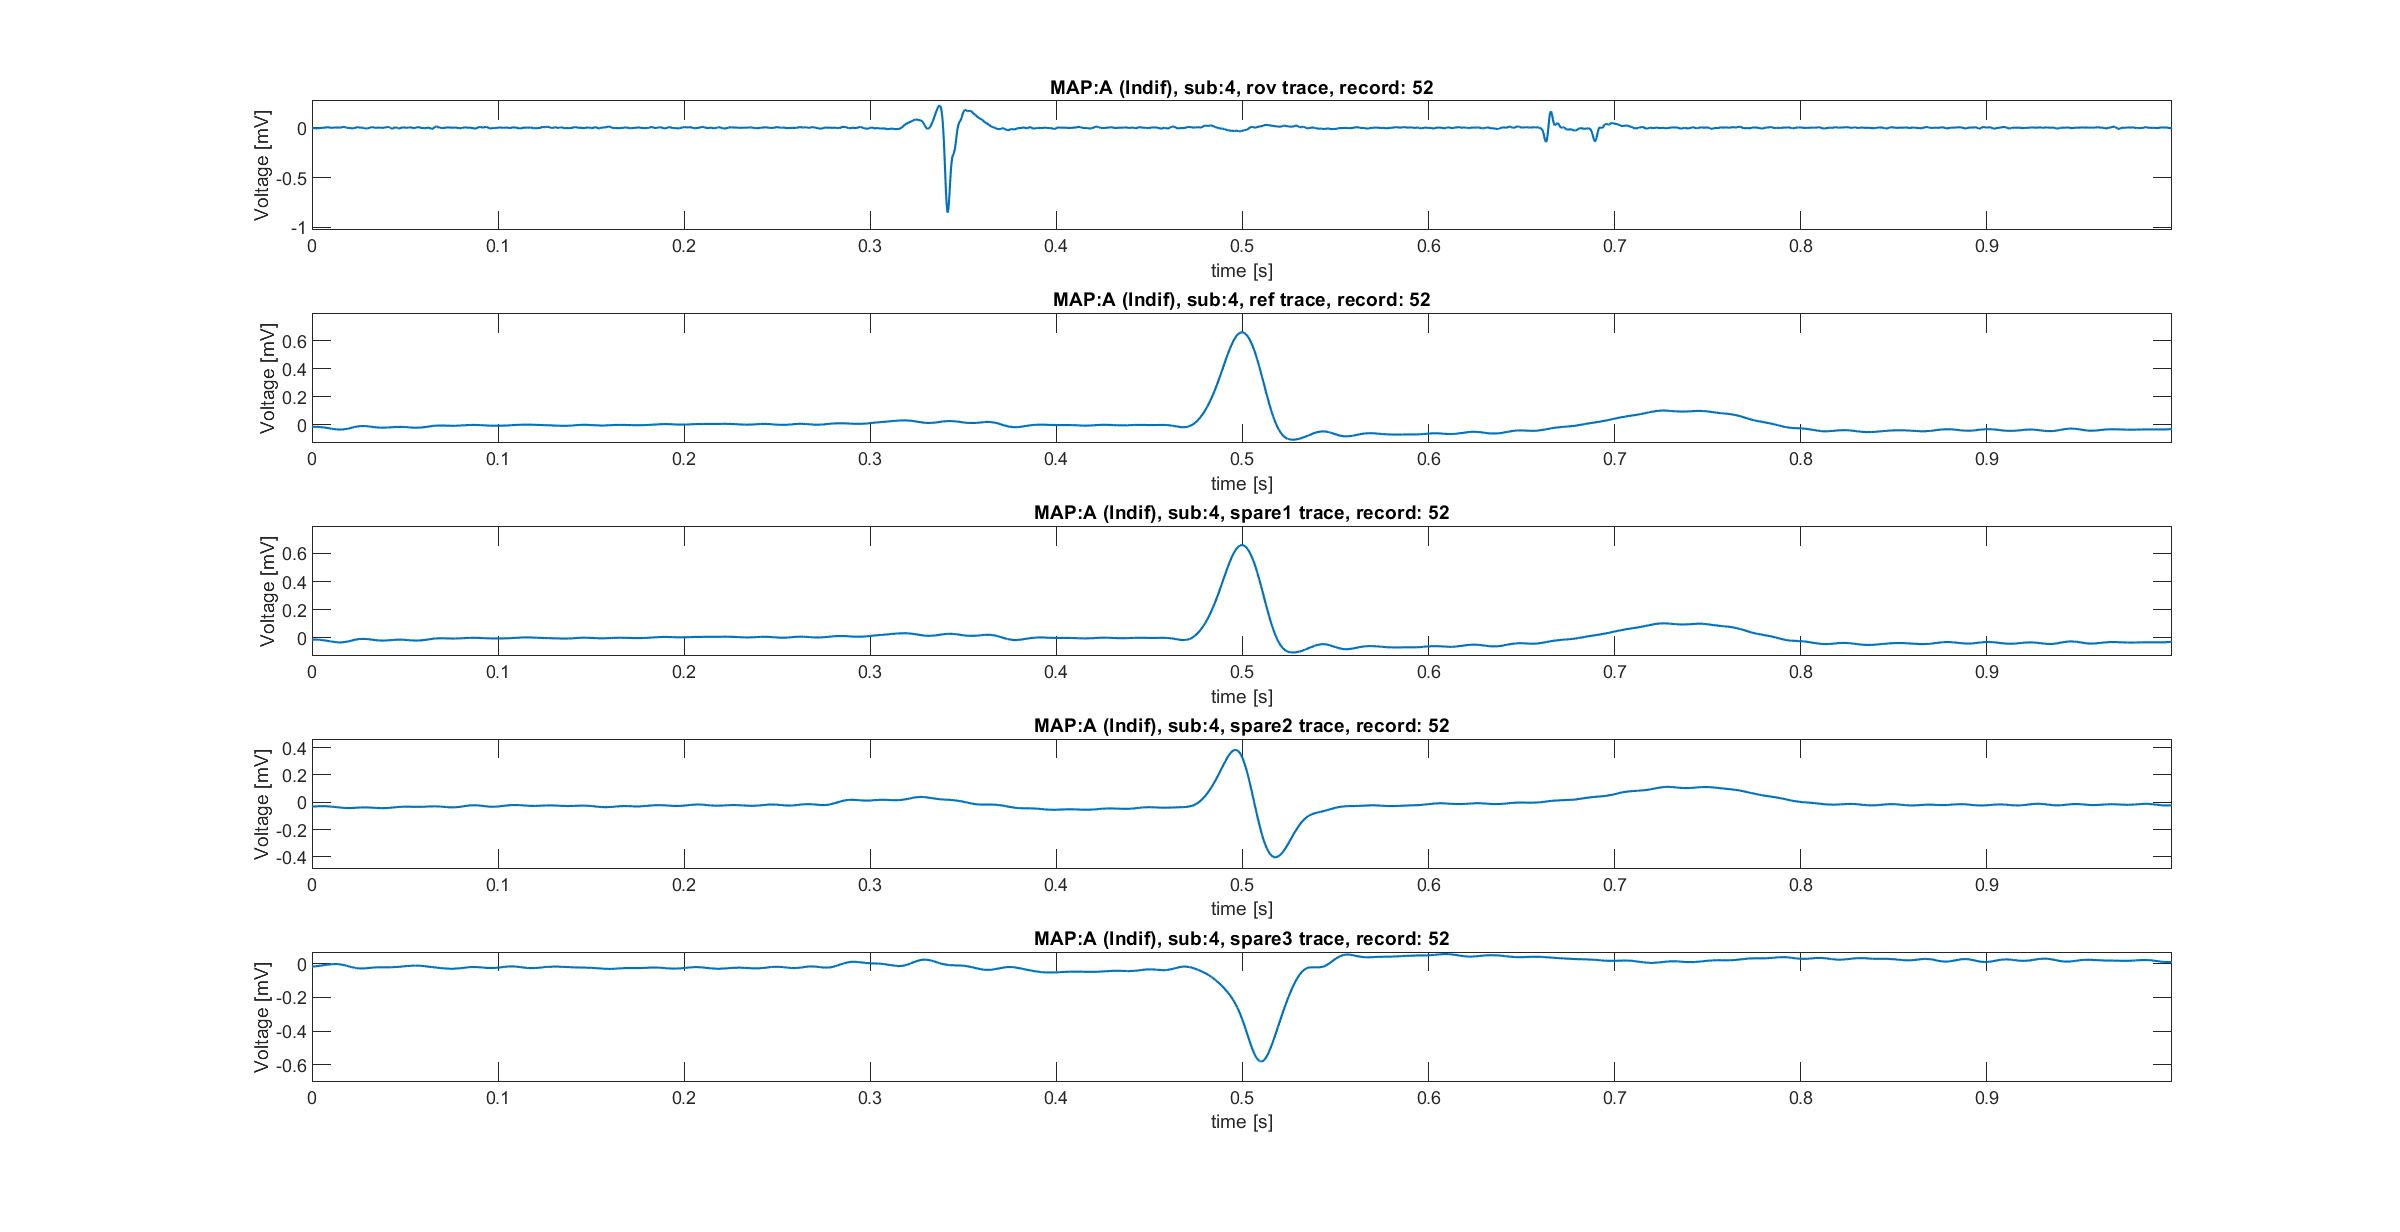 MAP:A (Indif), sub:4, rov trace, record: 52
Voltage [mV]
0
-0.5
-1
0 0.1 0.2 0.3 0.4 0.5 0.6 0.7 0.8 0.9
time [s]
MAP:A (Indif), sub:4, ref trace, record: 52
Voltage [mV]
0.6
0.4
0.2
0
0 0.1 0.2 0.3 0.4 0.5 0.6 0.7 0.8 0.9
time [s]
MAP:A (Indif), sub:4, spare1 trace, record: 52
Voltage [mV]
0.6
0.4
0.2
0
0 0.1 0.2 0.3 0.4 0.5 0.6 0.7 0.8 0.9
time [s]
MAP:A (Indif), sub:4, spare2 trace, record: 52
Voltage [mV]
0.4
0.2
0
-0.2
-0.4
0 0.1 0.2 0.3 0.4 0.5 0.6 0.7 0.8 0.9
time [s]
MAP:A (Indif), sub:4, spare3 trace, record: 52
Voltage [mV]
0
-0.2
-0.4
-0.6
0 0.1 0.2 0.3 0.4 0.5 0.6 0.7 0.8 0.9
time [s]